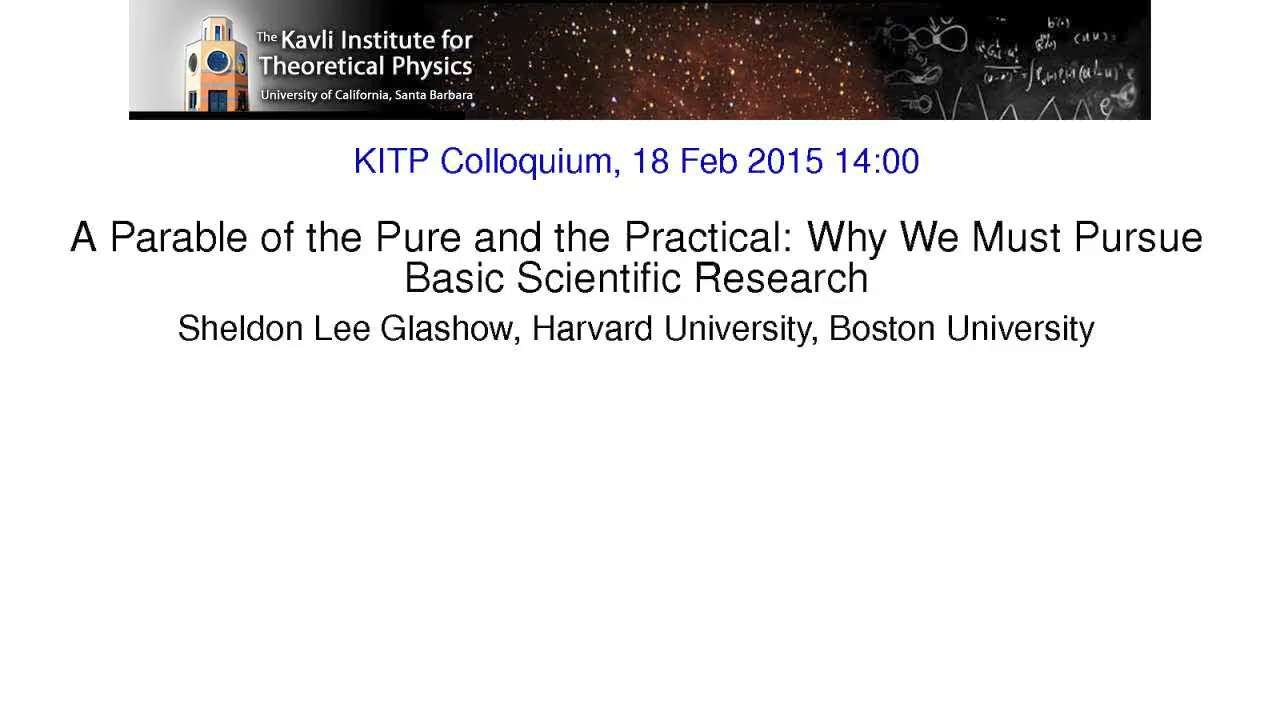 The Kavli Institute for
Theoretical Physics
University of California, Santa Barbara
KITP Colloquium, 18 Feb 2015 14:00
A Parable of the Pure and the Practical: Why We Must Pursue
Basic Scientific Research
Sheldon Lee Glashow, Harvard University, Boston University